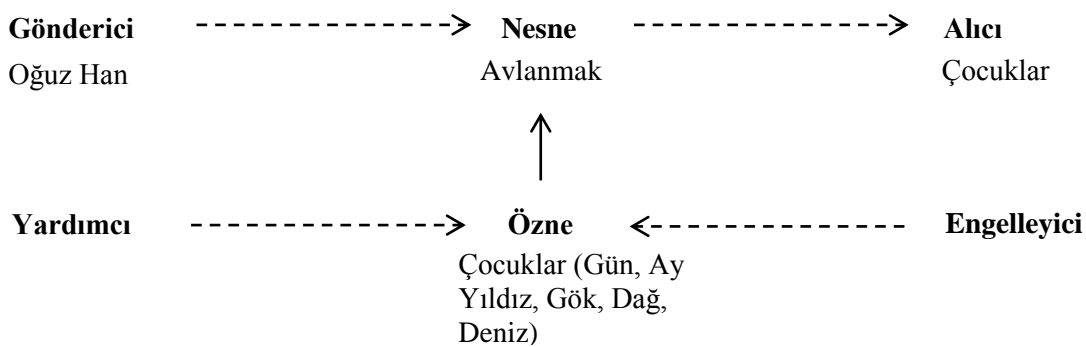 Gönderici Nesne Alıcı
Oğuz Han Avlanmak Çocuklar
Yardımcı Özne Engelleyici
Çocuklar (Gün, Ay
Yıldız, Gök, Dağ,
Deniz)